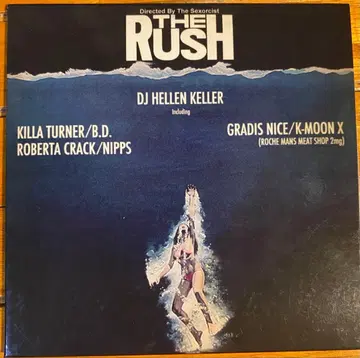 Directed By The Sexorcist
THE
RUSH
DJ HELLEN KELLER
Including
KILLA TURNER/B.D.
ROBERTA CRACK/NIPPS
GRADIS NICE/K-MOON X
(ROCHE MANS MEAT SHOP 2mg)